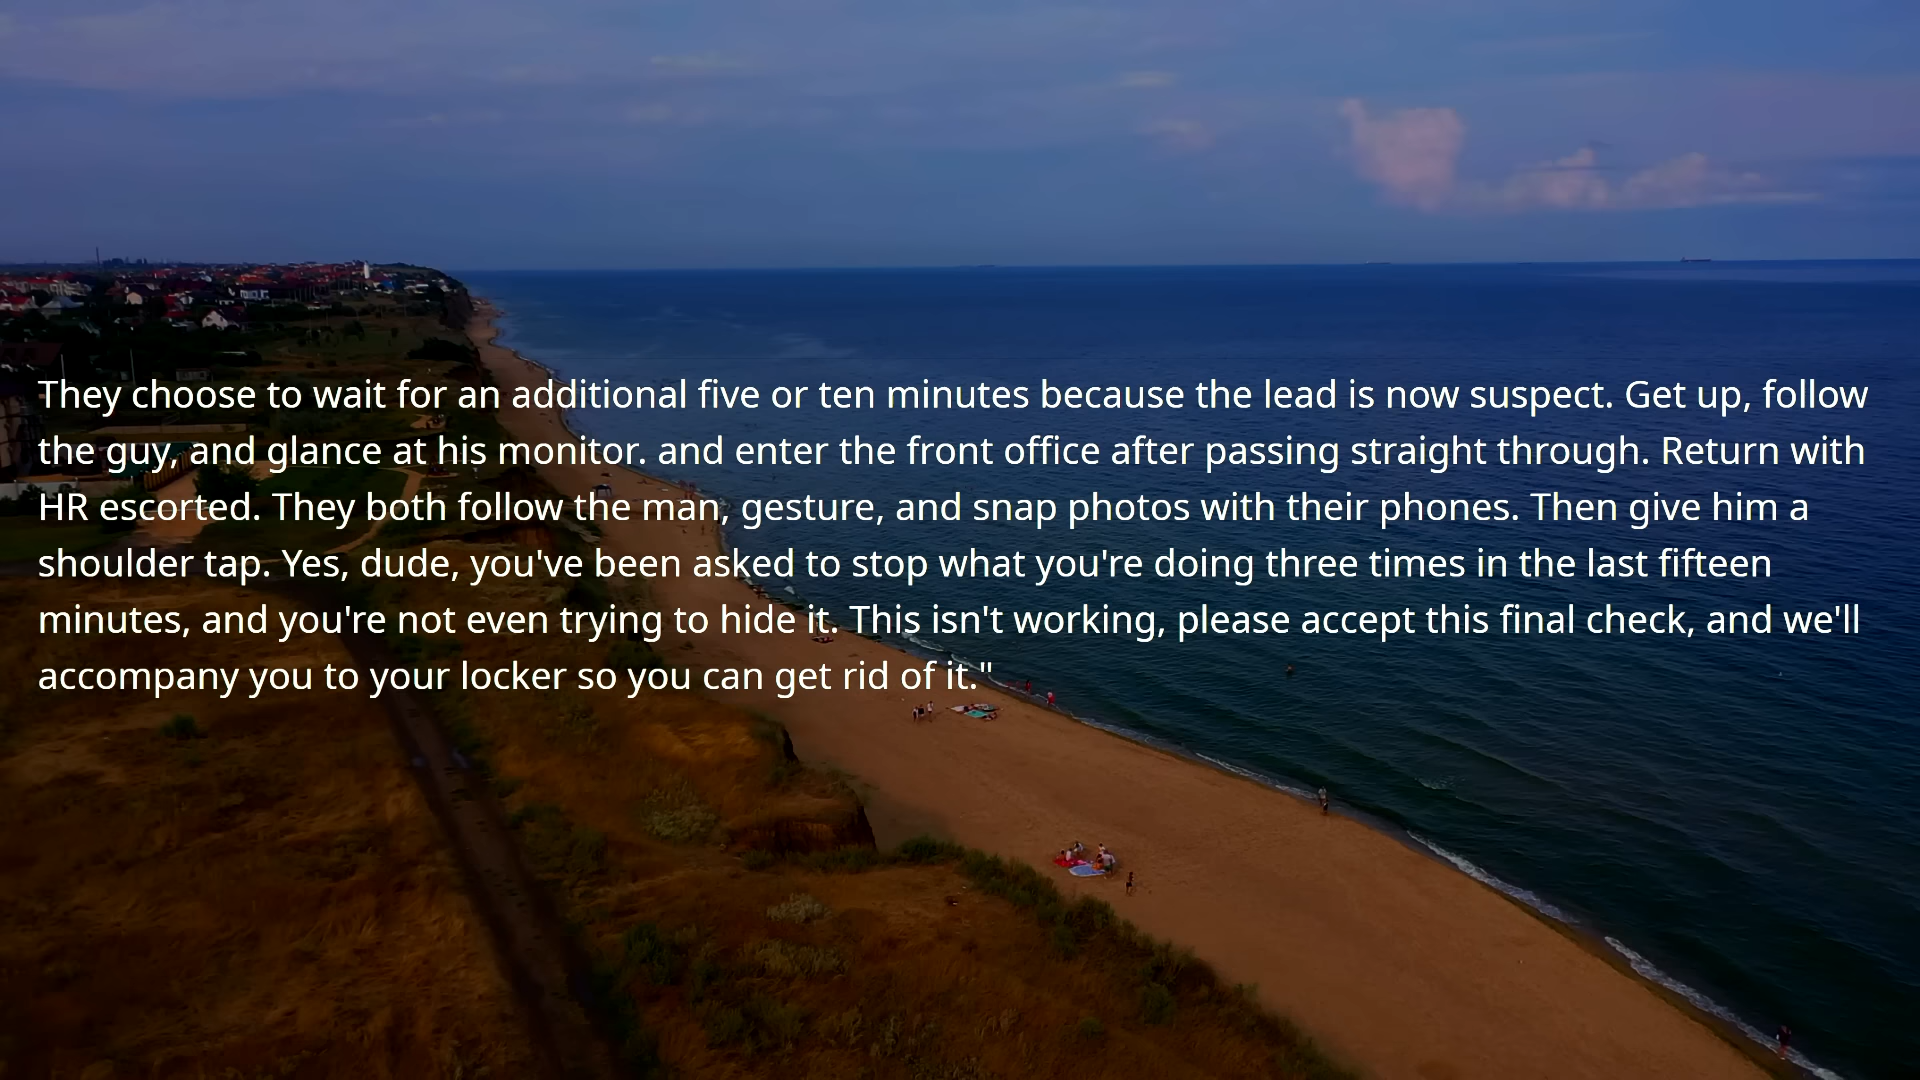 They choose to wait for an additional five or ten minutes because the lead is now suspect. Get up, follow
the guy, and glance at his monitor. and enter the front office after passing straight through. Return with
HR escorted. They both follow the man, gesture, and snap photos with their phones. Then give him a
shoulder tap. Yes, dude, you've been asked to stop what you're doing three times in the last fifteen
minutes, and you're not even trying to hide it. This isn't working, please accept this final check, and we'll
accompany you to your locker so you can get rid of it."